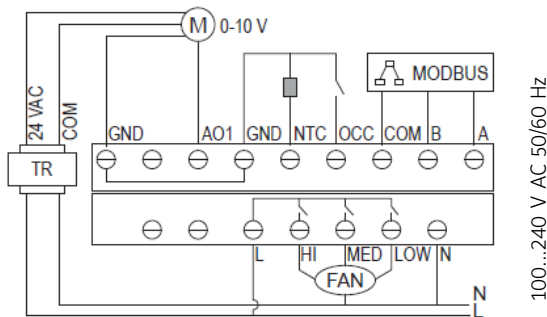 M 0-10 V
MODBUS
24 VAC
COM
GND AO1 GND NTC OCC COM B A
TR
L HI MED LOW N
FAN
N
L
100...240 V AC 50/60 Hz